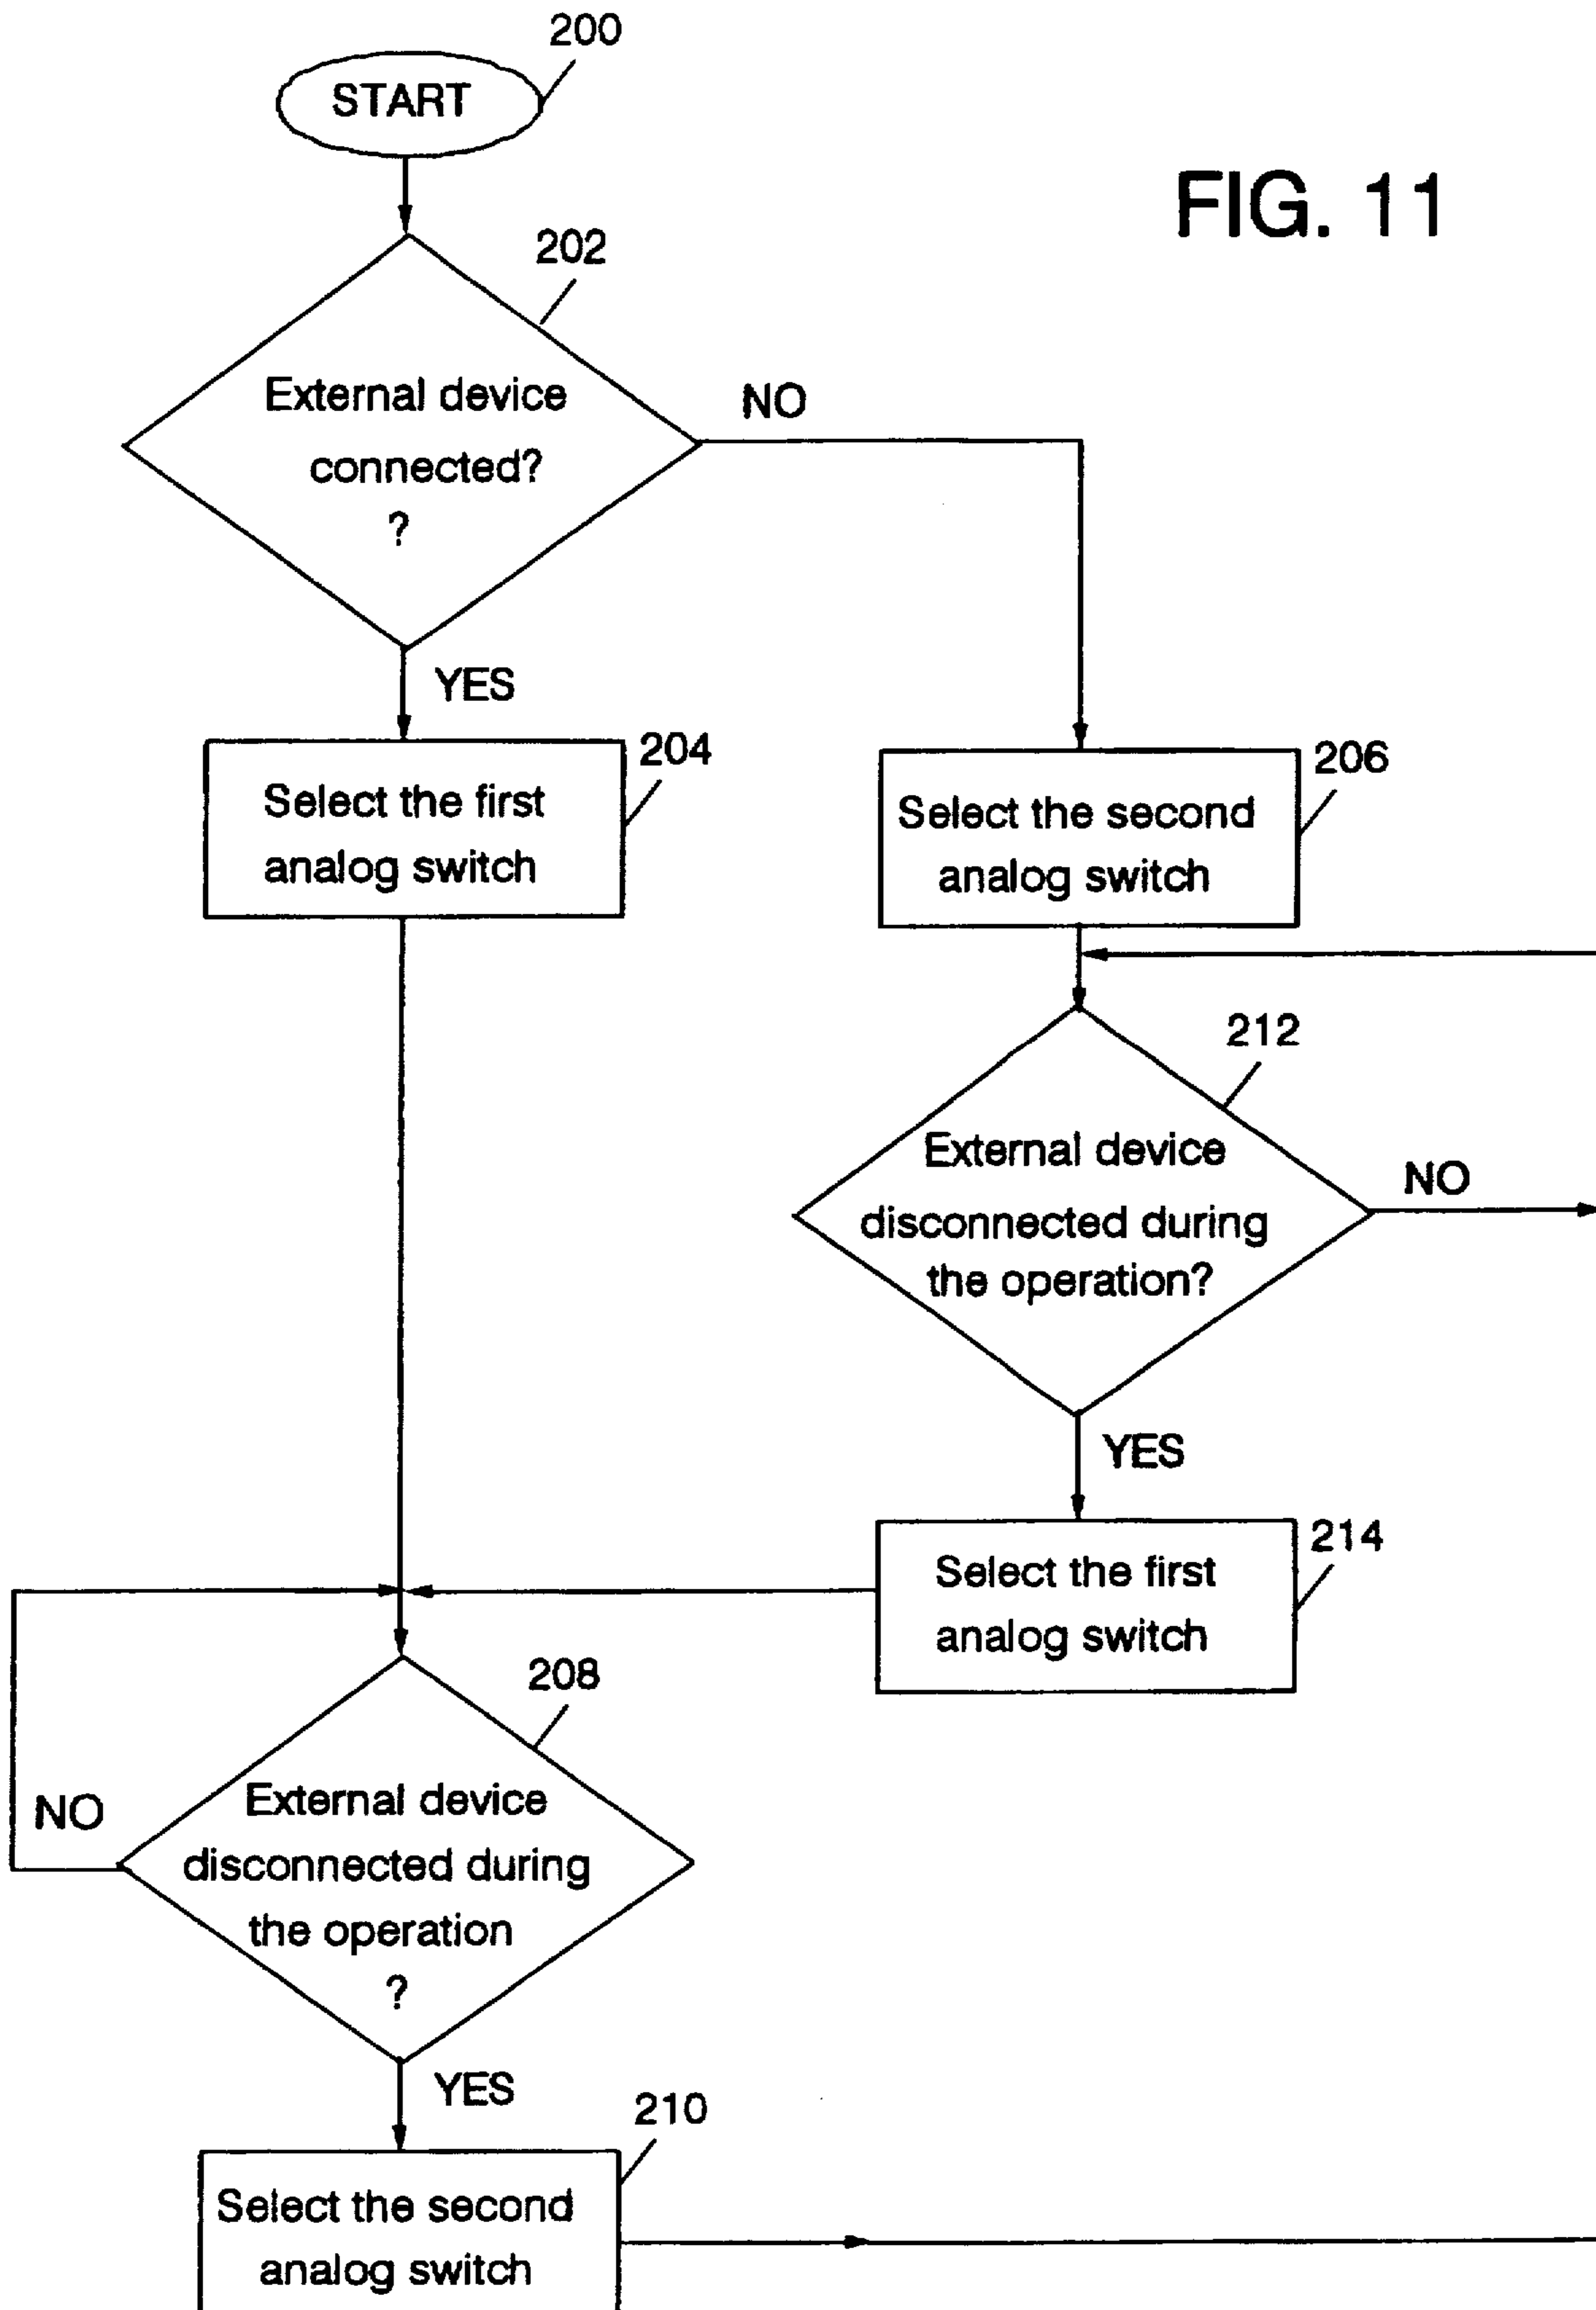 200
START
FIG. 11
202
External device
connected?
?
NO
YES
204
Select the first
analog switch
206
Select the second
analog switch
212
External device
disconnected during
the operation?
NO
YES
214
Select the first
analog switch
208
External device
disconnected during
the operation
?
NO
YES
210
Select the second
analog switch